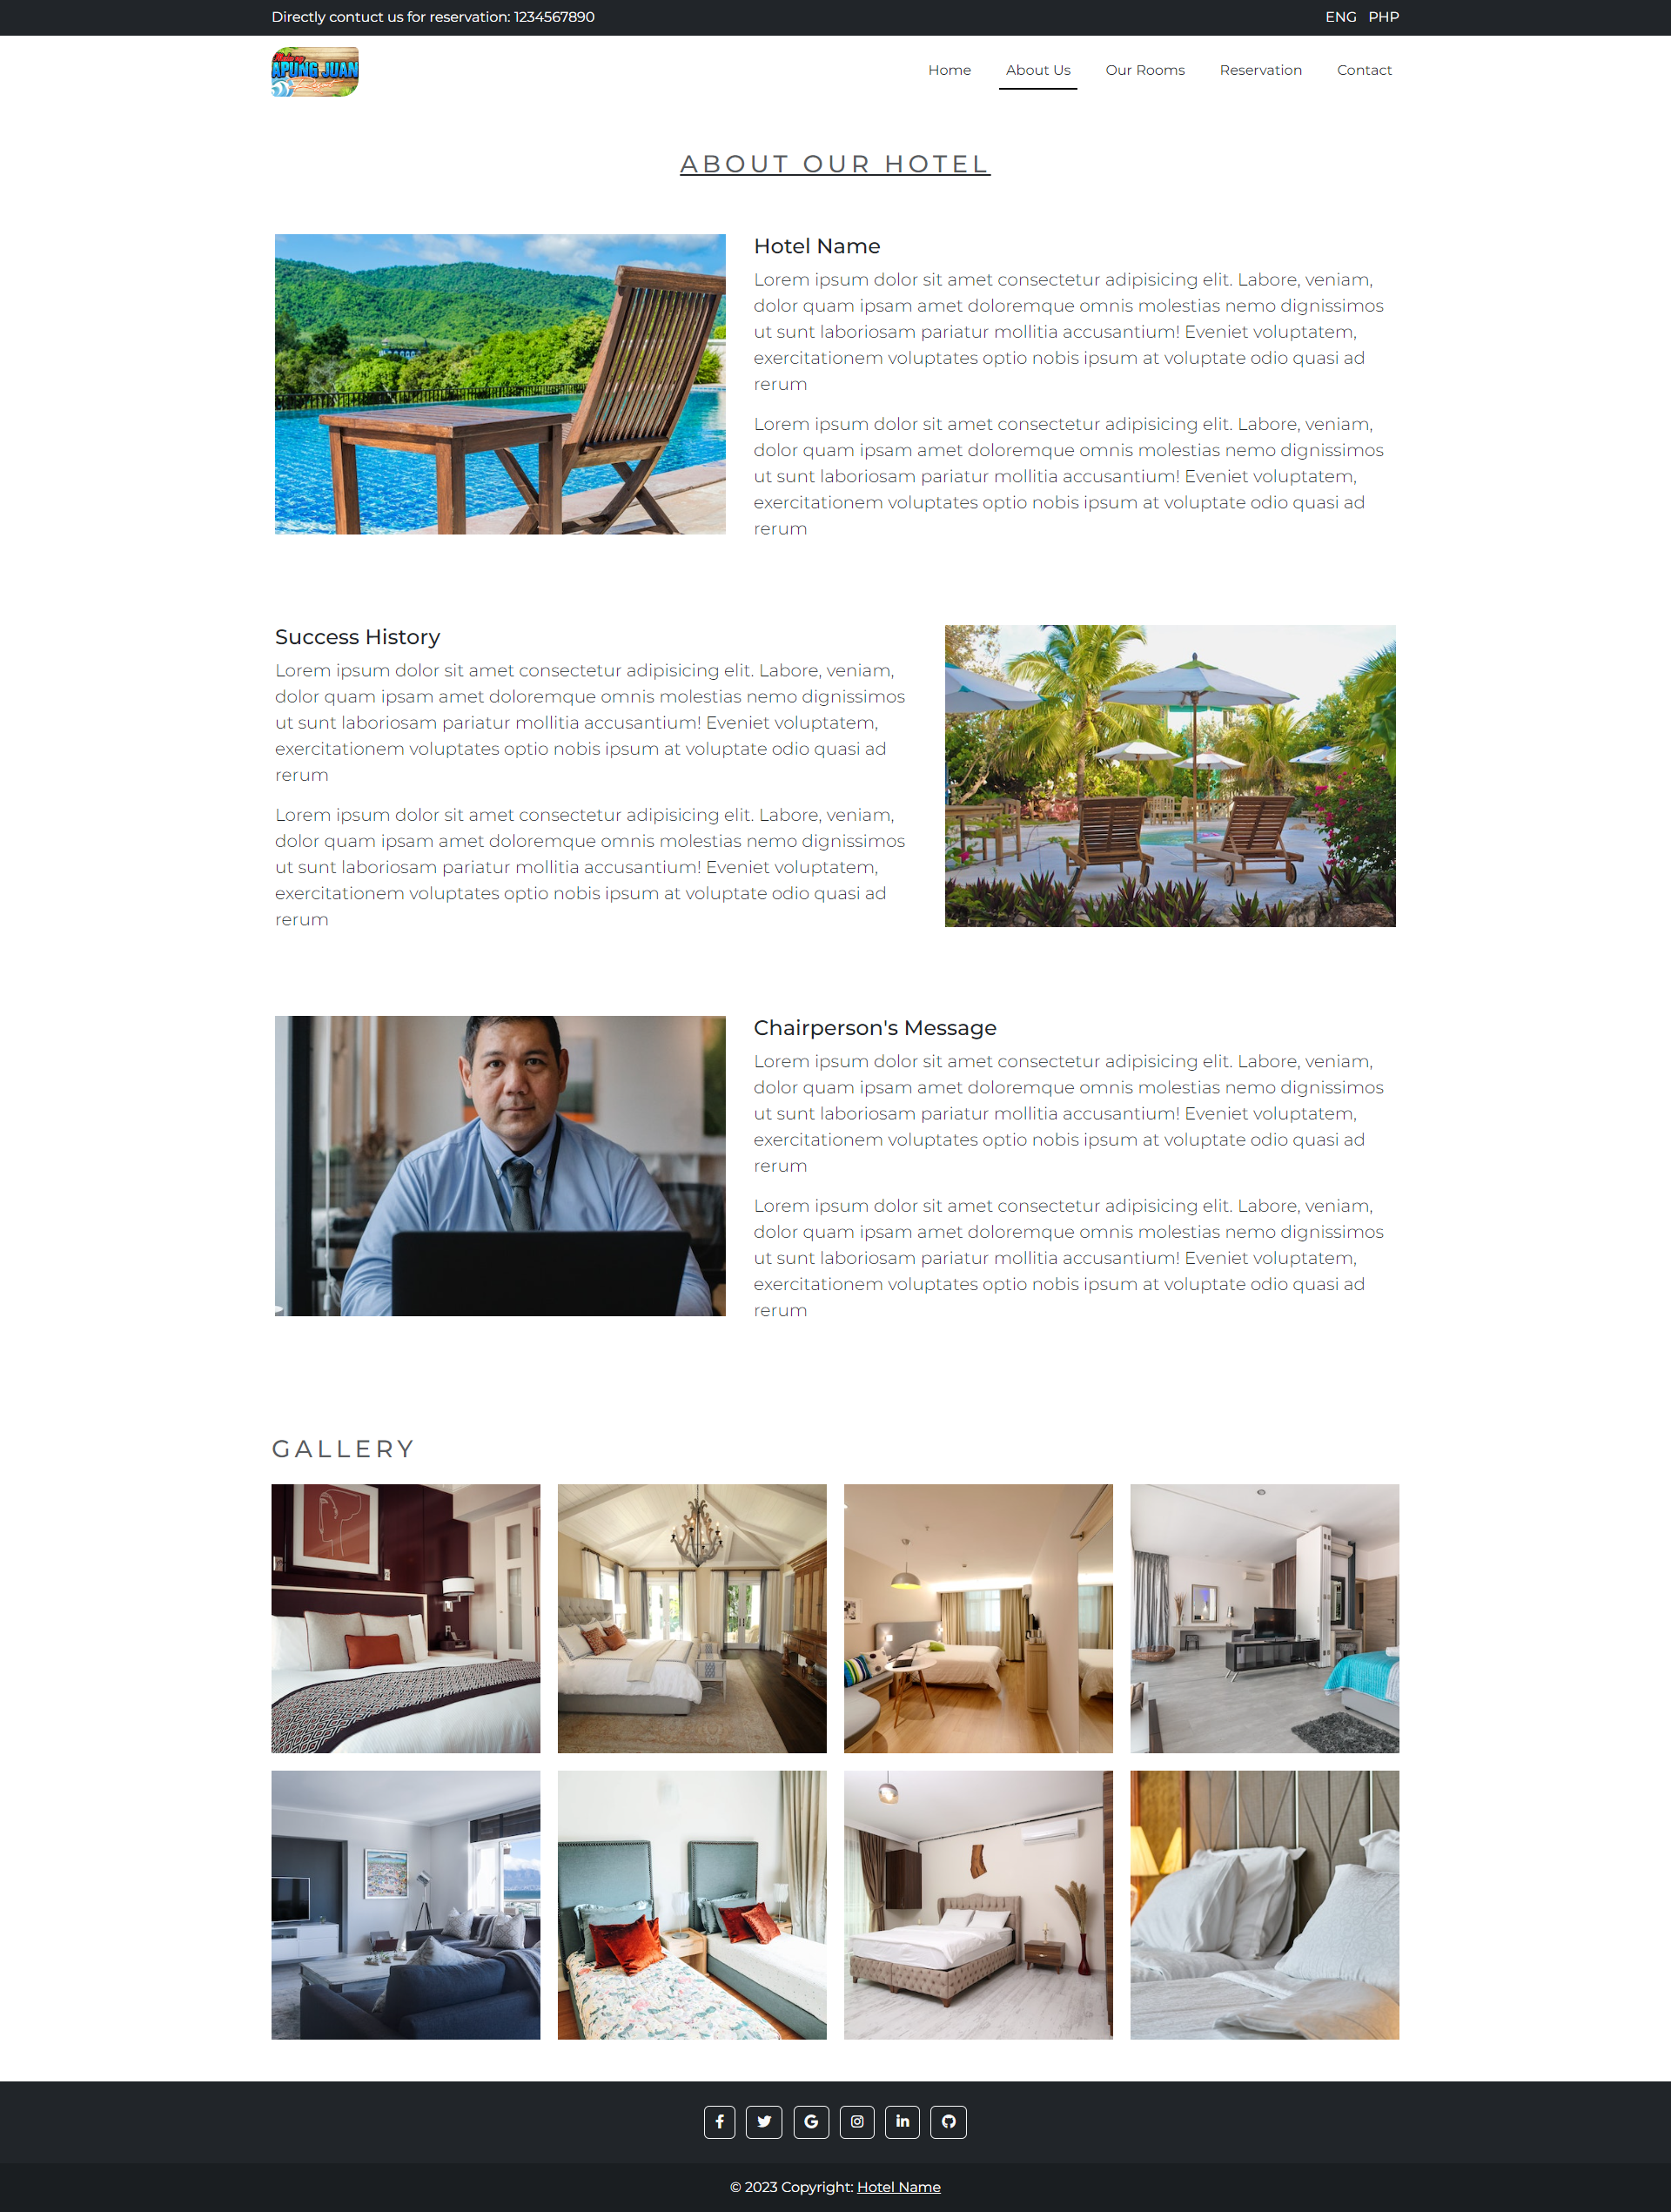 Directly contuct us for reservation: 1234567890
ENG PHP
APUNG JUAN
Home About Us Our Rooms Reservation Contact
ABOUT OUR HOTEL
Hotel Name
Lorem ipsum dolor sit amet consectetur adipisicing elit. Labore, veniam,
dolor quam ipsam amet doloremque omnis molestias nemo dignissimos
ut sunt laboriosam pariatur mollitia accusantium! Eveniet voluptatem,
exercitationem voluptates optio nobis ipsum at voluptate odio quasi ad
rerum
Lorem ipsum dolor sit amet consectetur adipisicing elit. Labore, veniam,
dolor quam ipsam amet doloremque omnis molestias nemo dignissimos
ut sunt laboriosam pariatur mollitia accusantium! Eveniet voluptatem,
exercitationem voluptates optio nobis ipsum at voluptate odio quasi ad
rerum
Success History
Lorem ipsum dolor sit amet consectetur adipisicing elit. Labore, veniam,
dolor quam ipsam amet doloremque omnis molestias nemo dignissimos
ut sunt laboriosam pariatur mollitia accusantium! Eveniet voluptatem,
exercitationem voluptates optio nobis ipsum at voluptate odio quasi ad
rerum
Lorem ipsum dolor sit amet consectetur adipisicing elit. Labore, veniam,
dolor quam ipsam amet doloremque omnis molestias nemo dignissimos
ut sunt laboriosam pariatur mollitia accusantium! Eveniet voluptatem,
exercitationem voluptates optio nobis ipsum at voluptate odio quasi ad
rerum
Chairperson's Message
Lorem ipsum dolor sit amet consectetur adipisicing elit. Labore, veniam,
dolor quam ipsam amet doloremque omnis molestias nemo dignissimos
ut sunt laboriosam pariatur mollitia accusantium! Eveniet voluptatem,
exercitationem voluptates optio nobis ipsum at voluptate odio quasi ad
rerum
Lorem ipsum dolor sit amet consectetur adipisicing elit. Labore, veniam,
dolor quam ipsam amet doloremque omnis molestias nemo dignissimos
ut sunt laboriosam pariatur mollitia accusantium! Eveniet voluptatem,
exercitationem voluptates optio nobis ipsum at voluptate odio quasi ad
rerum
GALLERY
© 2023 Copyright: Hotel Name